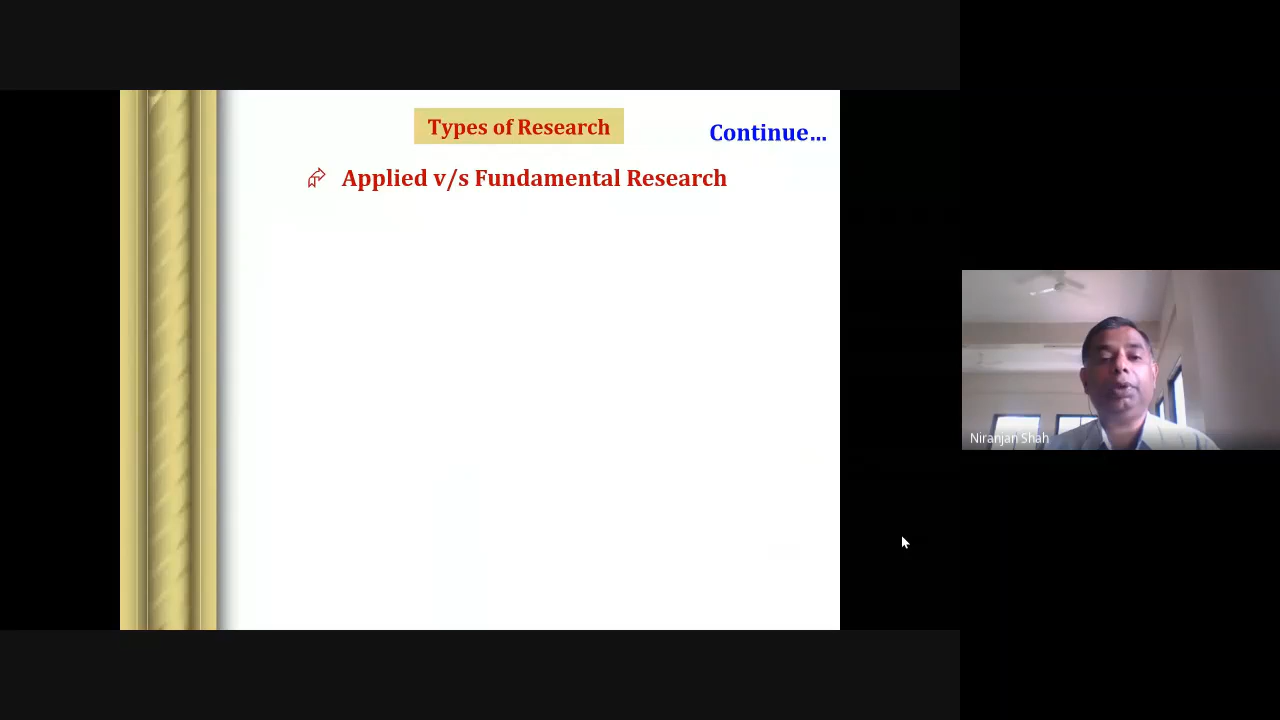 Types of Research
Continue...
Applied v/s Fundamental Research
Niranjan Shah